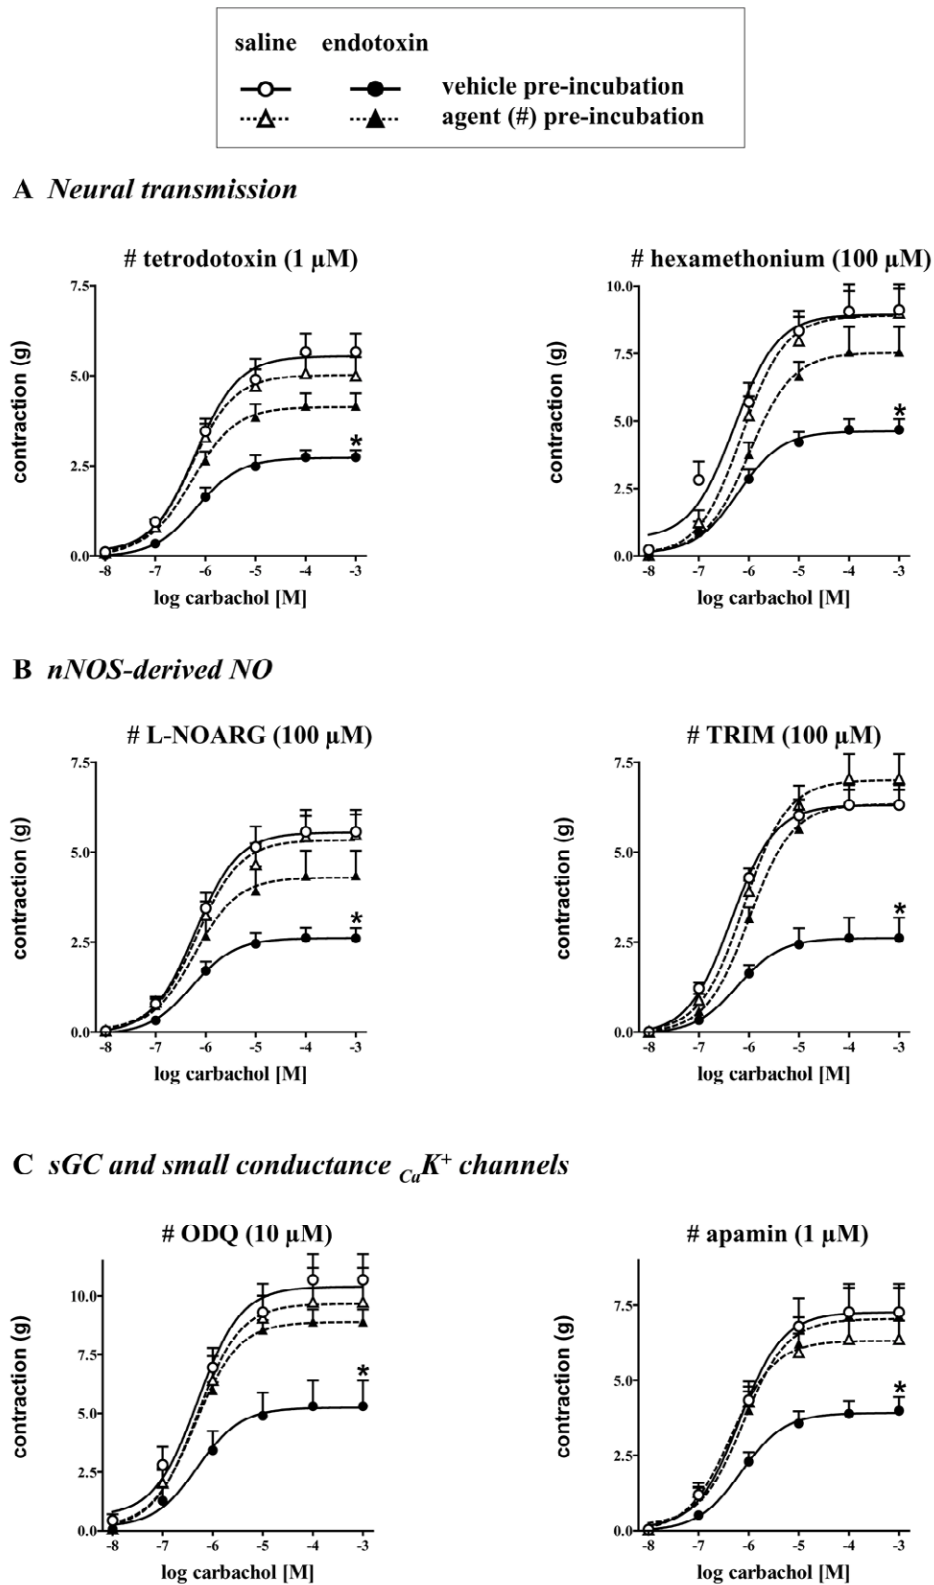 saline endotoxin
vehicle pre-incubation
agent (#) pre-incubation
A Neural transmission
# tetrodotoxin (1 µM)
7.5
5.0
2.5
0.0
contraction (g)
*
-8 -7 -6 -5 -4 -3
log carbachol [M]
# hexamethonium (100 µM)
10.0
7.5
5.0
2.5
0.0
contraction (g)
*
-8 -7 -6 -5 -4 -3
log carbachol [M]
B nNOS-derived NO
# L-NOARG (100 µM)
7.5
5.0
2.5
0.0
contraction (g)
*
-8 -7 -6 -5 -4 -3
log carbachol [M]
# TRIM (100 µM)
7.5
5.0
2.5
0.0
contraction (g)
*
-8 -7 -6 -5 -4 -3
log carbachol [M]
C sGC and small conductance CaK+ channels
# ODQ (10 µM)
10.0
7.5
5.0
2.5
0.0
contraction (g)
*
-8 -7 -6 -5 -4 -3
log carbachol [M]
# apamin (1 µM)
7.5
5.0
2.5
0.0
contraction (g)
*
-8 -7 -6 -5 -4 -3
log carbachol [M]